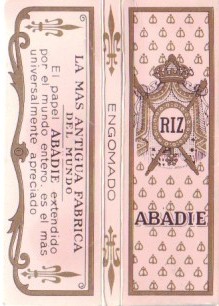 LA MAS ANTIGUA FABRICA
DEL MUNDO
El papel ABADIE extendido
por el mundo entero, es el mas
universalmente apreciado
ENGOMADO
RIZ
ABADIE